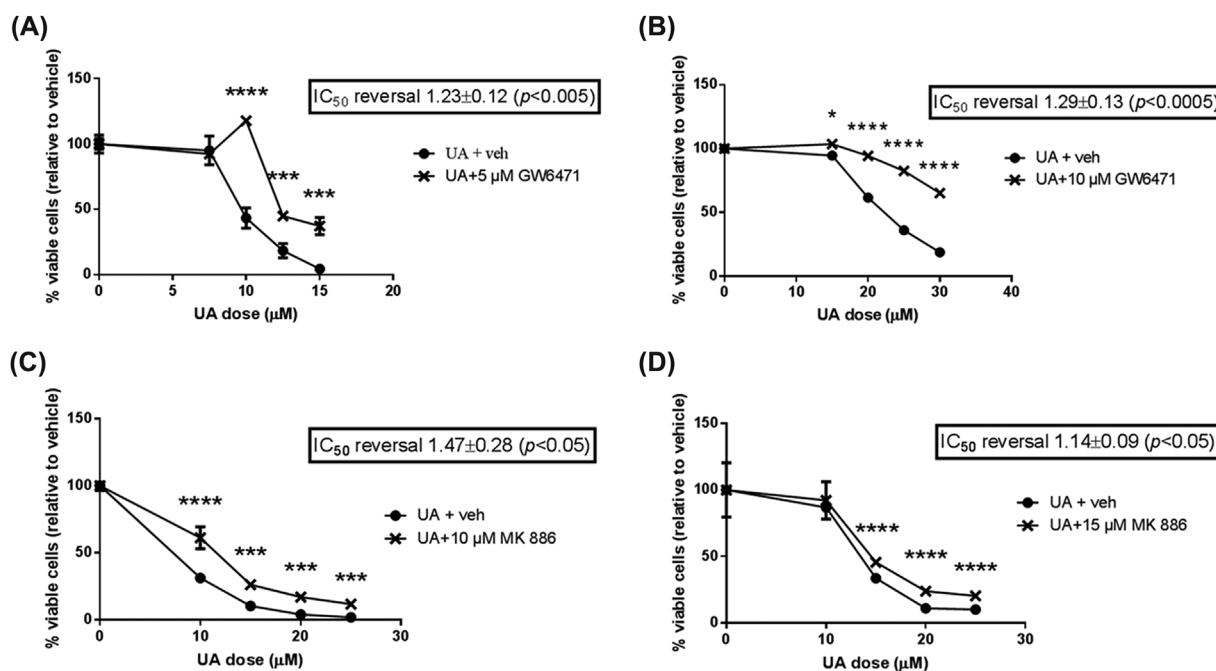 (A)
% viable cells (relative to vehicle)
150
100
50
0
0
5
10
15
20
UA dose (µM)
****
***
***
IC50 reversal 1.23±0.12 (p<0.005)
UA + veh
UA+5 µM GW6471
(B)
% viable cells (relative to vehicle)
150
100
50
0
0
10
20
30
40
UA dose (µM)
*
****
****
****
IC50 reversal 1.29±0.13 (p<0.0005)
UA + veh
UA+10 µM GW6471
(C)
% viable cells (relative to vehicle)
150
100
50
0
0
10
20
30
UA dose (µM)
****
***
***
***
IC50 reversal 1.47±0.28 (p<0.05)
UA + veh
UA+10 µM MK 886
(D)
% viable cells (relative to vehicle)
150
100
50
0
0
10
20
30
UA dose (µM)
****
****
****
IC50 reversal 1.14±0.09 (p<0.05)
UA + veh
UA+15 µM MK 886